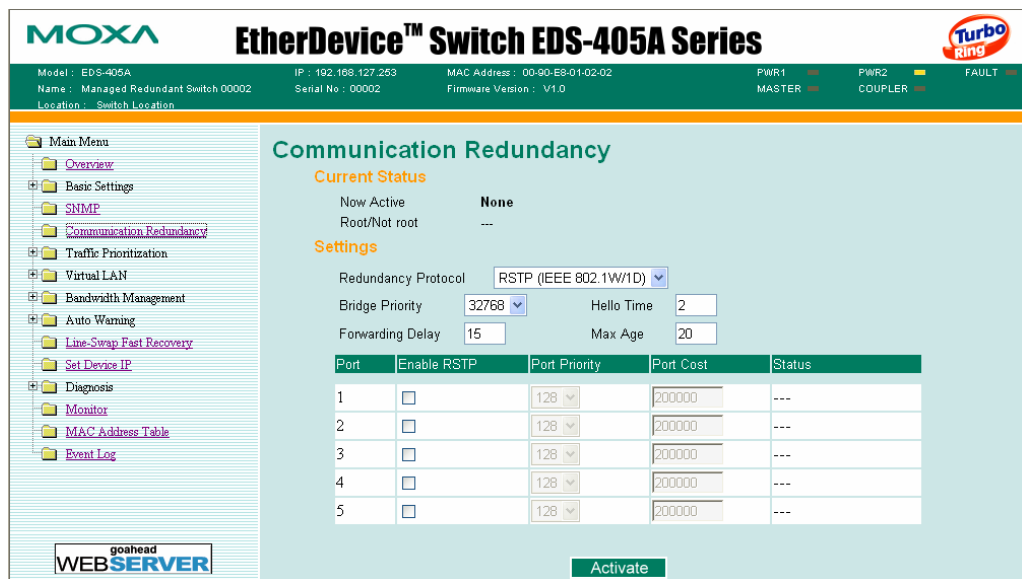 MOXA EtherDevice™ Switch EDS-405A Series Turbo Ring
Model : EDS-405A IP : 192.168.127.253 MAC Address : 00-90-E8-01-02-02 PWR1 PWR2 FAULT
Name : Managed Redundant Switch 00002 Serial No : 00002 Firmware Version : V1.0 MASTER COUPLER
Location : Switch Location
Main Menu
Overview
Basic Settings
SNMP
Communication Redundancy
Traffic Prioritization
Virtual LAN
Bandwidth Management
Auto Warning
Line-Swap Fast Recovery
Set Device IP
Diagnosis
Monitor
MAC Address Table
Event Log
goahead
WEBSERVER
Communication Redundancy
Current Status
Now Active None
Root/Not root ---
Settings
Redundancy Protocol RSTP (IEEE 802.1W/1D)
Bridge Priority 32768 Hello Time 2
Forwarding Delay 15 Max Age 20
Port Enable RSTP Port Priority Port Cost Status
1 128 200000 ---
2 128 200000 ---
3 128 200000 ---
4 128 200000 ---
5 128 200000 ---
Activate